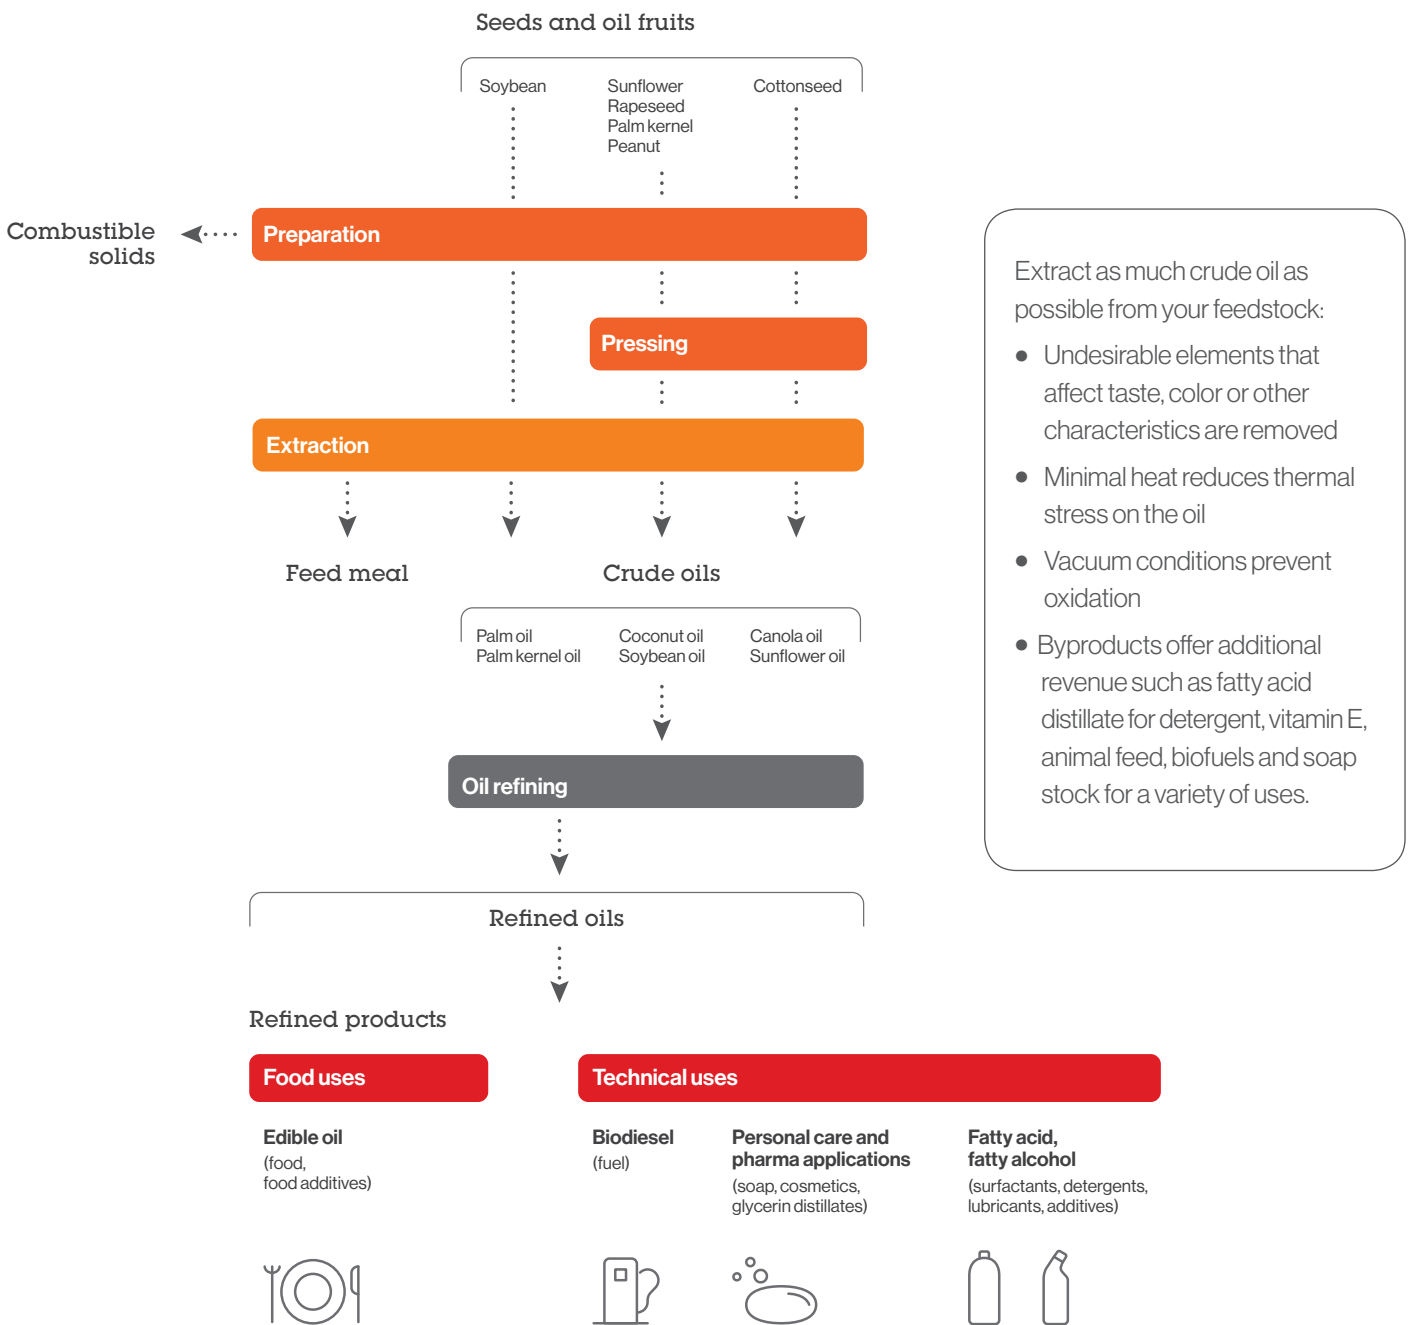 Seeds and oil fruits
Soybean
Sunflower
Rapeseed
Palm kernel
Peanut
Cottonseed
Combustible
solids
Preparation
Pressing
Extraction
Feed meal
Crude oils
Palm oil
Palm kernel oil
Coconut oil
Soybean oil
Canola oil
Sunflower oil
Oil refining
Refined oils
Refined products
Food uses
Edible oil
(food,
food additives)
Technical uses
Biodiesel
(fuel)
Personal care and
pharma applications
(soap, cosmetics,
glycerin distillates)
Fatty acid,
fatty alcohol
(surfactants, detergents,
lubricants, additives)
Extract as much crude oil as
possible from your feedstock:
• Undesirable elements that
affect taste, color or other
characteristics are removed
• Minimal heat reduces thermal
stress on the oil
• Vacuum conditions prevent
oxidation
• Byproducts offer additional
revenue such as fatty acid
distillate for detergent, vitamin E,
animal feed, biofuels and soap
stock for a variety of uses.